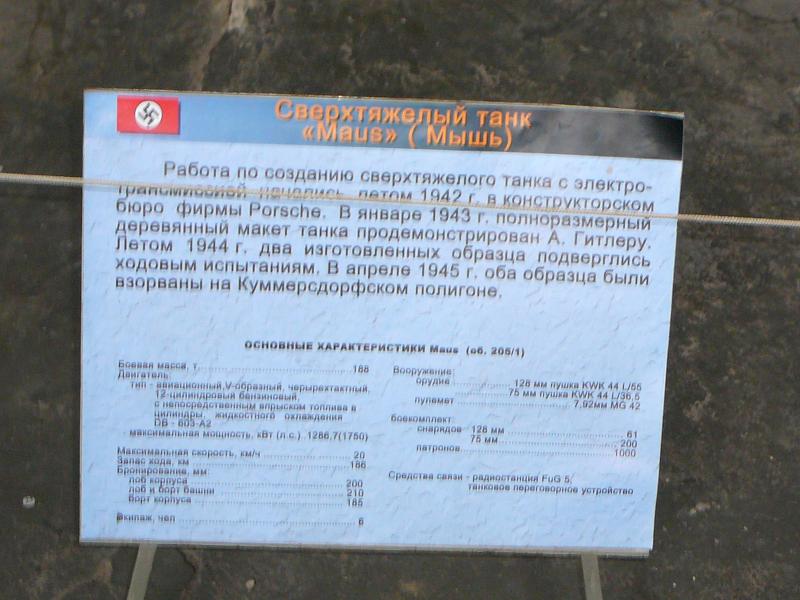 Сверхтяжелый танк
«Maus» ( Мышь)
Работа по созданию сверхтяжелого танка с электро-
трансмиссией начались летом 1942 г. в конструкторском
бюро фирмы Porsche. В январе 1943 г. полноразмерный
деревянный макет танка продемонстрирован А. Гитлеру.
Летом 1944 г. два изготовленных образца подверглись
ходовым испытаниям. В апреле 1945 г. оба образца были
взорваны на Куммерсдорфском полигоне.
ОСНОВНЫЕ ХАРАКТЕРИСТИКИ Maus (об. 205/1)
Боевая масса, т 188
Двигатель:
тип - авиационный,V-образный, черырехтактный,
12-цилиндровый бензиновый,
с непосредственным впрыском топлива в
цилиндры жидкостного охлаждения
DB - 603-A2
максимальная мощность, кВт (л.с.) 1286,7(1750)
Максимальная скорость, км/ч 20
Запас хода, км 186
Бронирование, мм:
лоб корпуса 200
лоб и борт башни 210
борт корпуса 185
Экипаж, чел 6
Вооружение:
орудие 128 мм пушка KWK 44 L/55
75 мм пушка KWK 44 L/36,5
пулемет 7,92мм MG 42
боекомплект:
снарядов 128 мм 61
75 мм 200
патронов 1000
Средства связи - радиостанция FuG 5,
танковое переговорное устройство